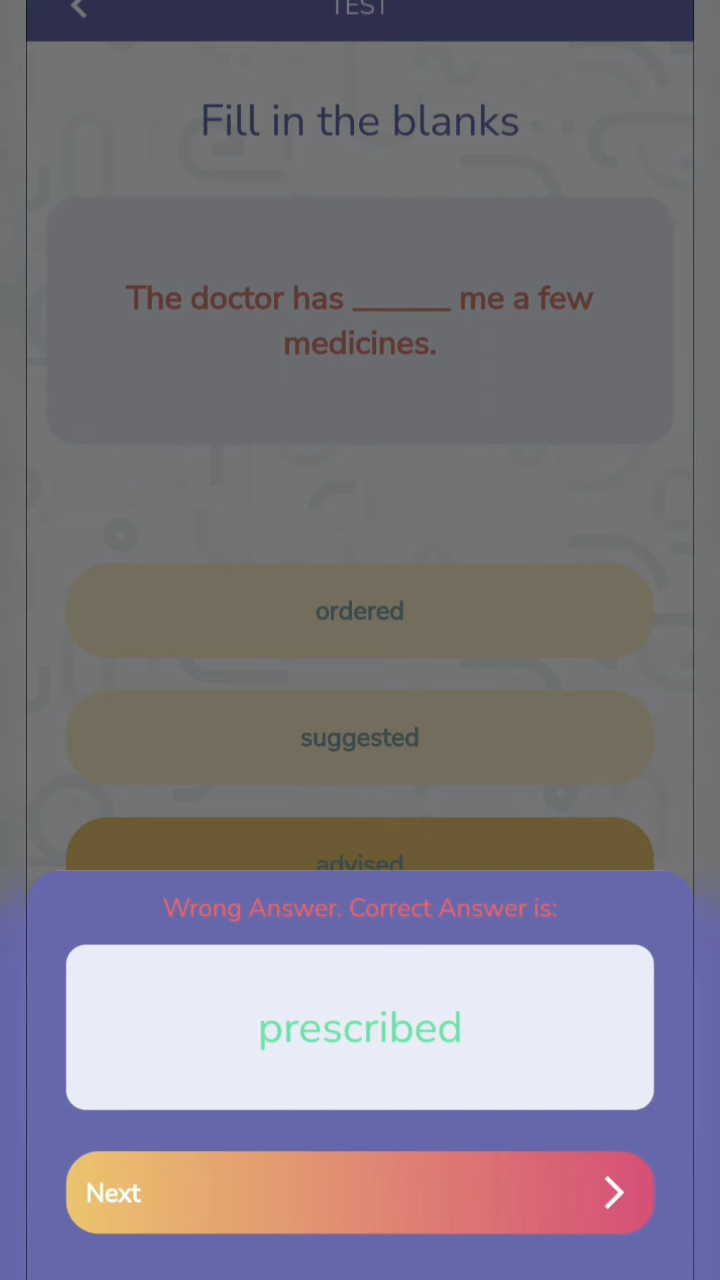 TEST
Fill in the blanks
The doctor has ______ me a few
medicines.
ordered
suggested
advised
Wrong Answer. Correct Answer is:
prescribed
Next